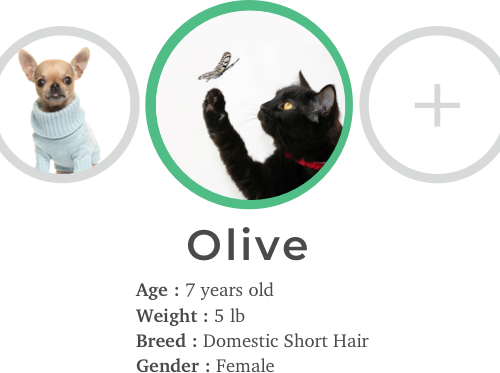 Olive
Age : 7 years old
Weight : 5 lb
Breed : Domestic Short Hair
Gender : Female